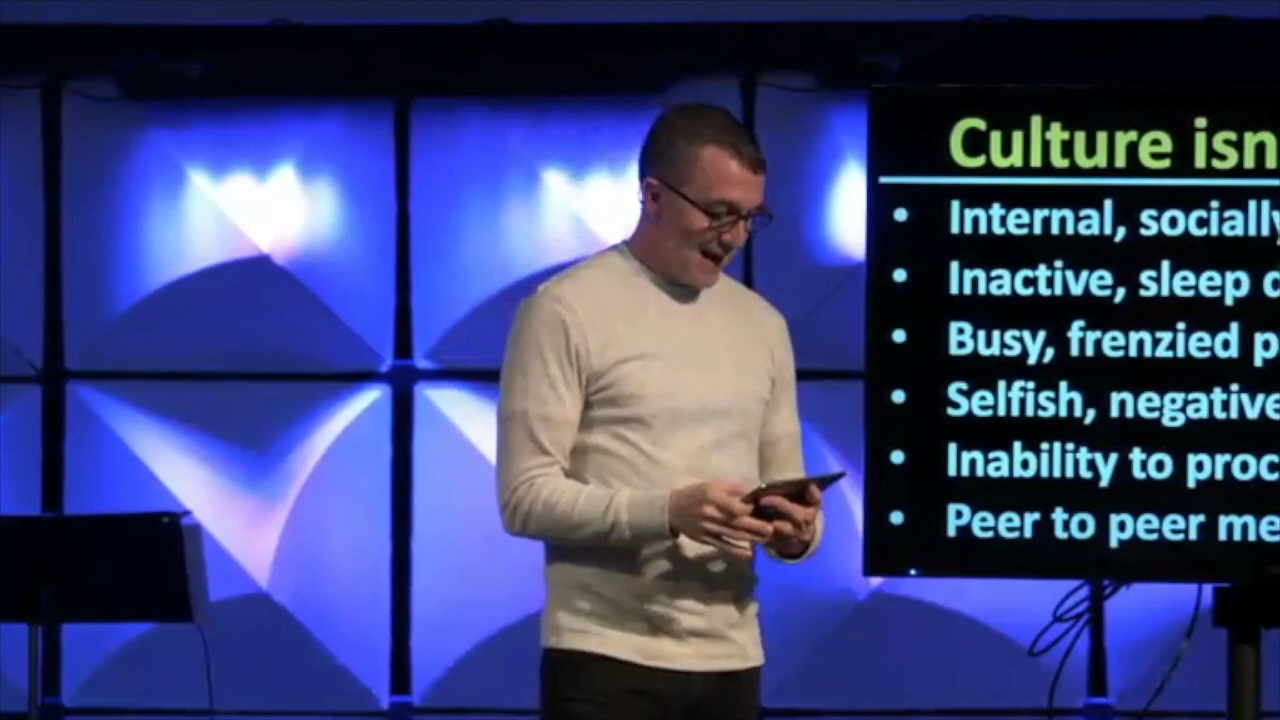 Culture isn
• Internal, socially
• Inactive, sleep d
• Busy, frenzied p
• Selfish, negative
• Inability to proc
• Peer to peer me